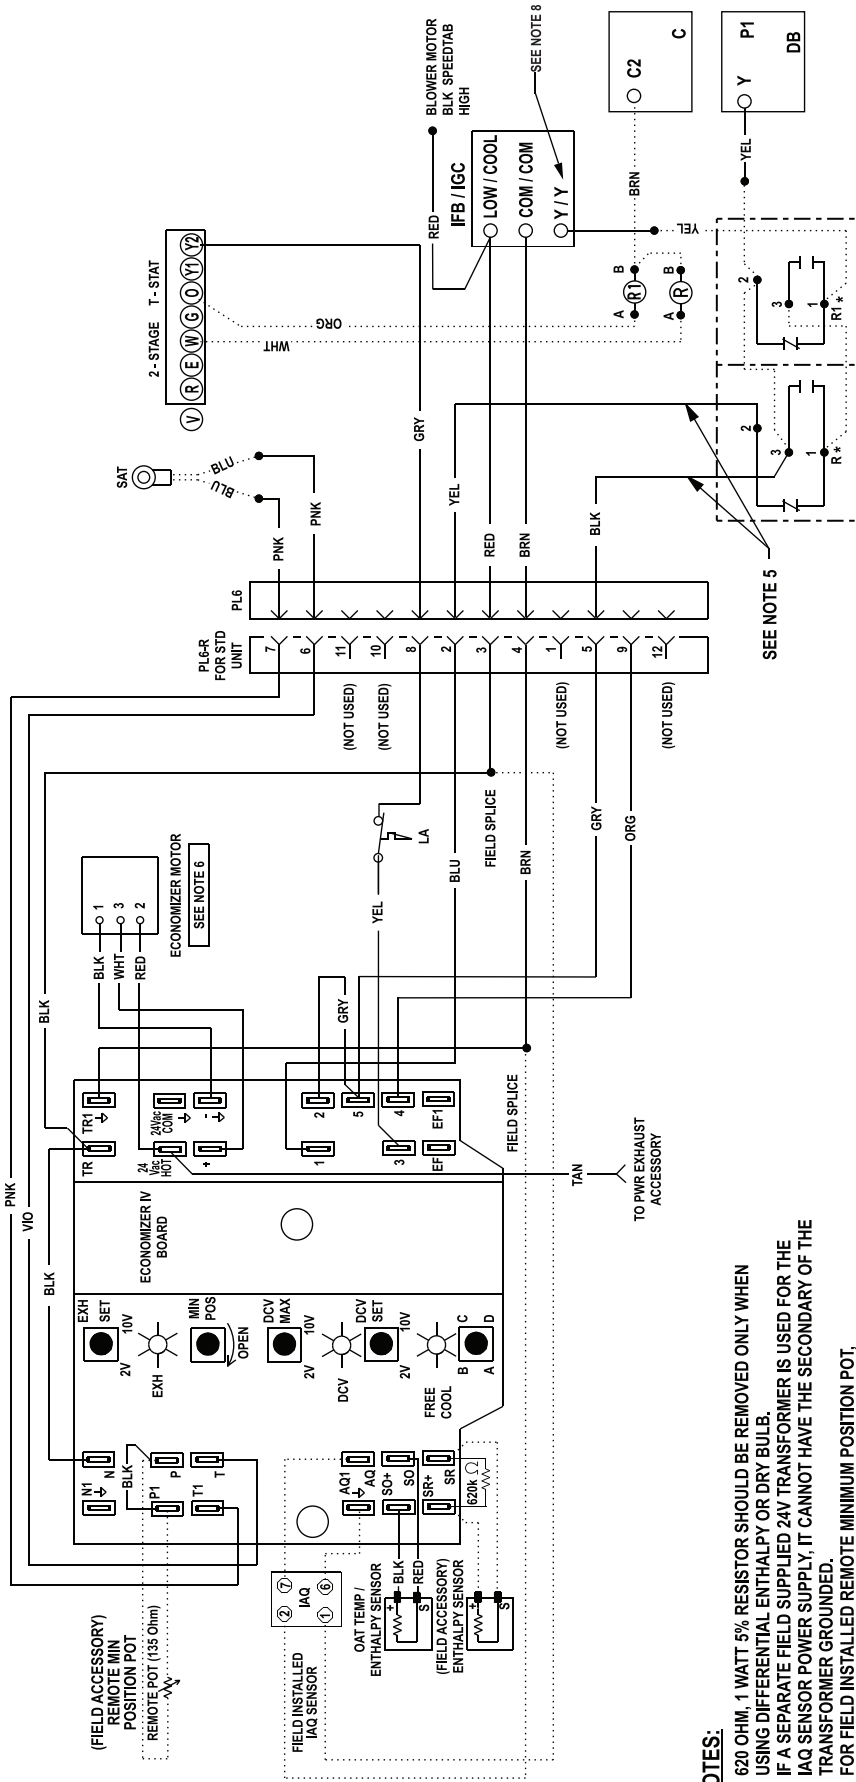 2 - STAGE T - STAT
V
R
E
W
G
O
Y1
Y2
SAT
BLU
BLU
PNK
PNK
WHT
ORG
GRY
YEL
RED
RED
BRN
BLK
BLOWER MOTOR
BLK SPEEDTAB
HIGH
IFB / IGC
LOW / COOL
COM / COM
Y / Y
SEE NOTE 8
C
C2
P1
DB
Y
YEL
BRN
YEL
A
R1
B
A
R
B
2
3
1
R1 *
2
3
1
R *
SEE NOTE 5
PL6
PL6-R
FOR STD
UNIT
7
6
11
10
8
2
3
4
1
5
9
12
(NOT USED)
(NOT USED)
(NOT USED)
(NOT USED)
PNK
VIO
BLK
BLK
ECONOMIZER MOTOR
SEE NOTE 6
1
3
2
BLK
WHT
RED
YEL
LA
BLU
FIELD SPLICE
BRN
GRY
ORG
GRY
FIELD SPLICE
TAN
TO PWR EXHAUST
ACCESSORY
TR1
TR
24Vac
COM
24
Vac
HOT
-
+
2
1
5
4
3
EF1
EF
ECONOMIZER IV
BOARD
EXH
SET
2V
10V
EXH
MIN
POS
OPEN
DCV
MAX
2V
10V
DCV
DCV
SET
2V
10V
FREE
COOL
B
C
A
D
N1
N
BLK
P1
P
T1
T
AQ1
AQ
SO+
SO
SR+
SR
620k Ω
BLK
RED
(FIELD ACCESSORY)
REMOTE MIN
POSITION POT
REMOTE POT (135 Ohm)
FIELD INSTALLED
IAQ SENSOR
IAQ
2
7
1
6
OAT TEMP /
ENTHALPY SENSOR
+
S
(FIELD ACCESSORY)
ENTHALPY SENSOR
+
S
OTES:
620 OHM, 1 WATT 5% RESISTOR SHOULD BE REMOVED ONLY WHEN
USING DIFFERENTIAL ENTHALPY OR DRY BULB.
IF A SEPARATE FIELD SUPPLIED 24V TRANSFORMER IS USED FOR THE
IAQ SENSOR POWER SUPPLY, IT CANNOT HAVE THE SECONDARY OF THE
TRANSFORMER GROUNDED.
FOR FIELD INSTALLED REMOTE MINIMUM POSITION POT,